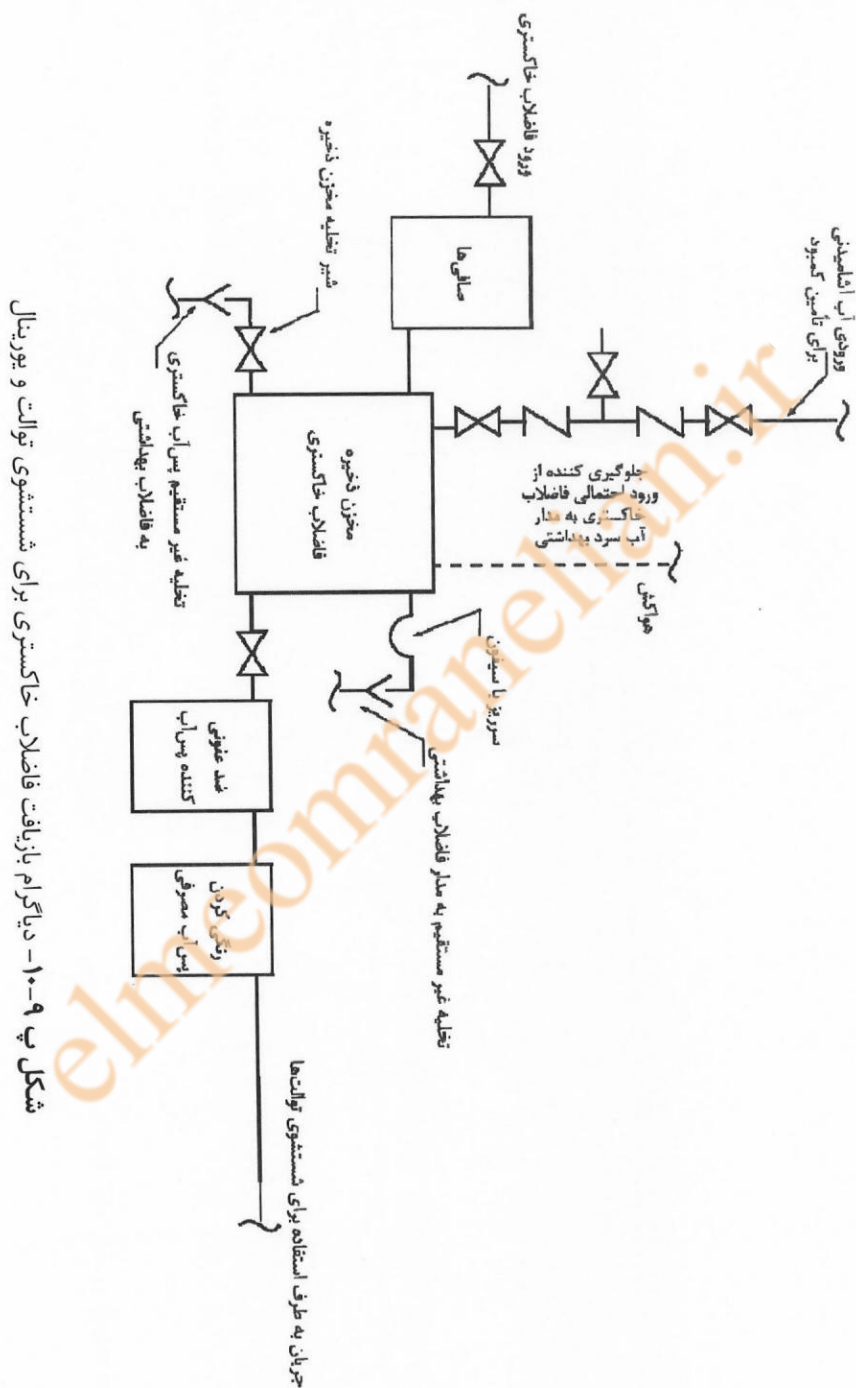 ورود فاضلاب خاکستری
صافی‌ها
ورودی آب آشامیدنی
برای تأمین کمبود
جلوگیری کننده از
ورود احتمالی فاضلاب
خاکستری به مدار
آب سرد بهداشتی
هواکش
شیر تخلیه مخزن ذخیره
تخلیه غیر مستقیم پس‌آب خاکستری
به فاضلاب بهداشتی
مخزن ذخیره
فاضلاب خاکستری
سرریز با سیفون
تخلیه غیر مستقیم به مدار فاضلاب بهداشتی
ضد عفونی
کننده پس‌آب
رنگی کردن
پس‌آب مصرفی
جریان به طرف استفاده برای شستشوی توالت‌ها
شکل پ ۹-۱۰- دیاگرام بازیافت فاضلاب خاکستری برای شستشوی توالت و یورینال
elmeomranelian.ir